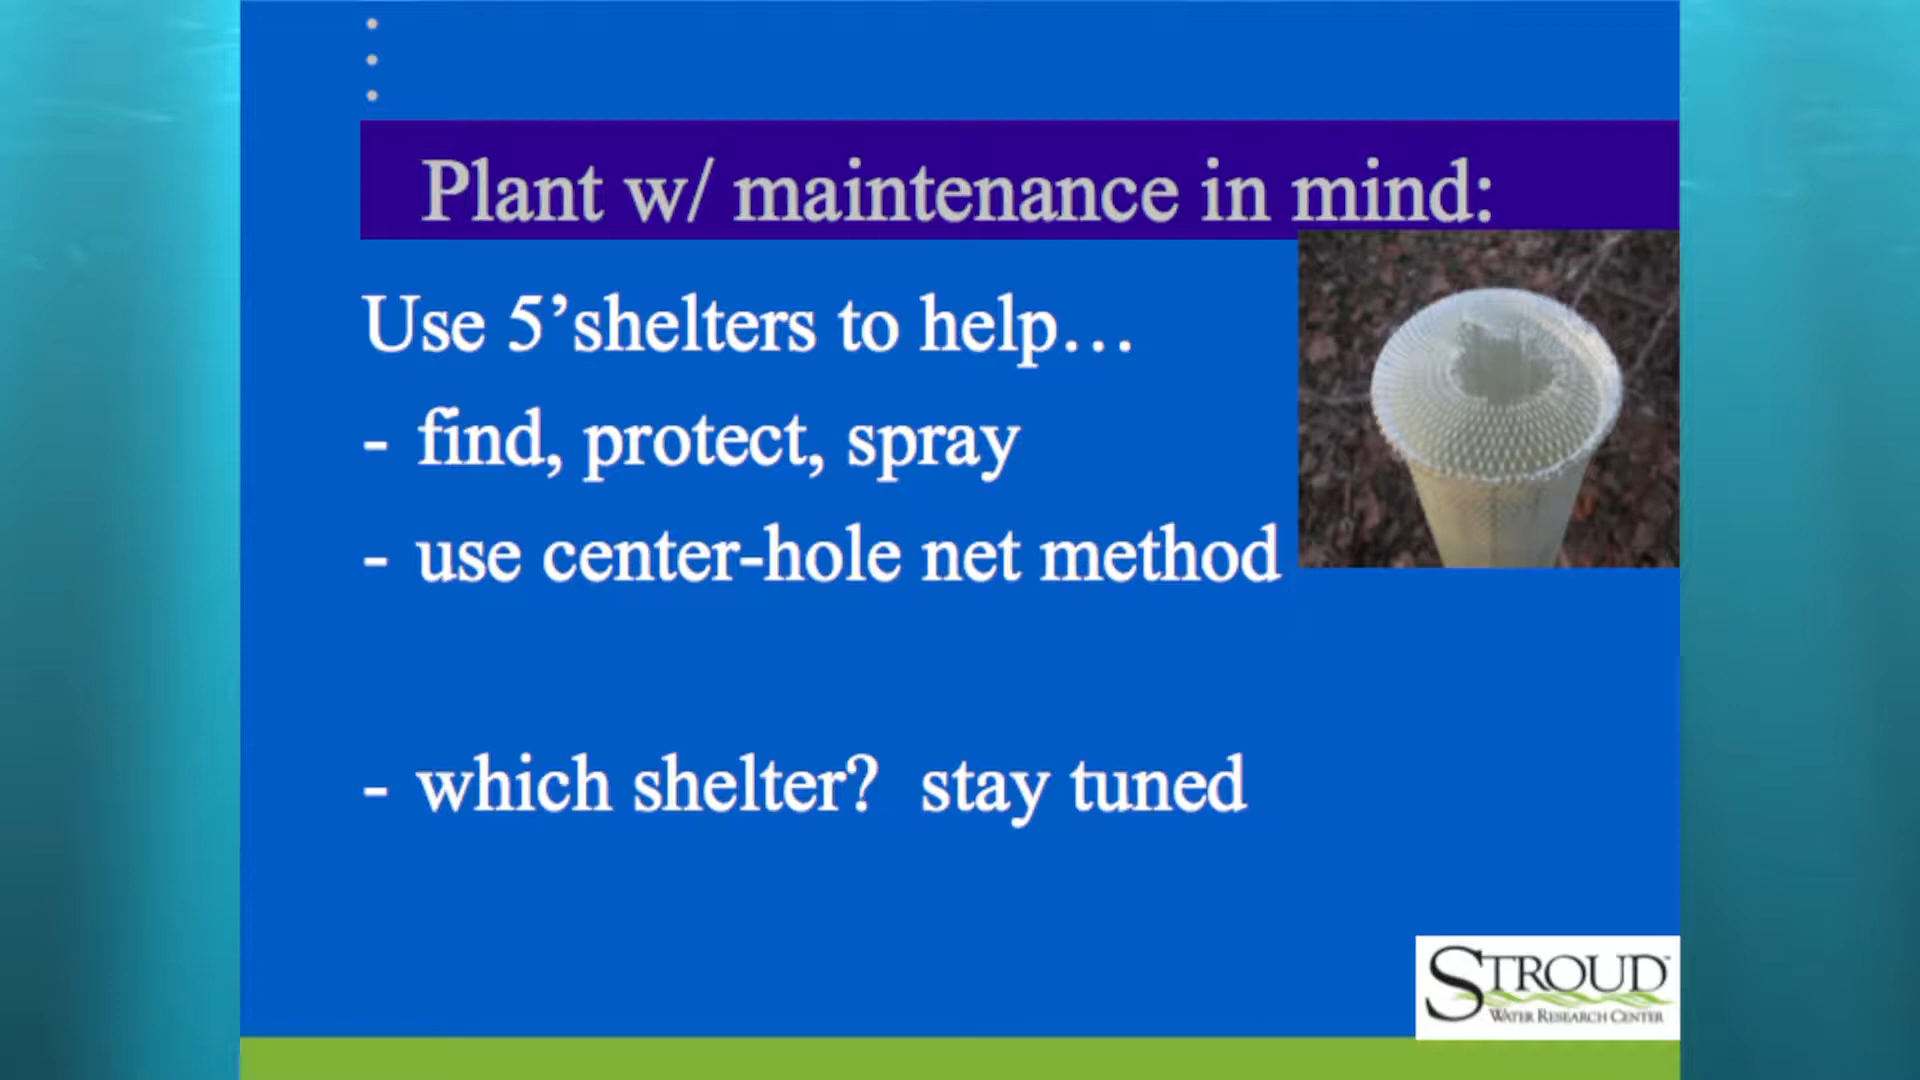 Plant w/ maintenance in mind:
Use 5’shelters to help…
- find, protect, spray
- use center-hole net method
- which shelter?  stay tuned
STROUD™
WATER RESEARCH CENTER